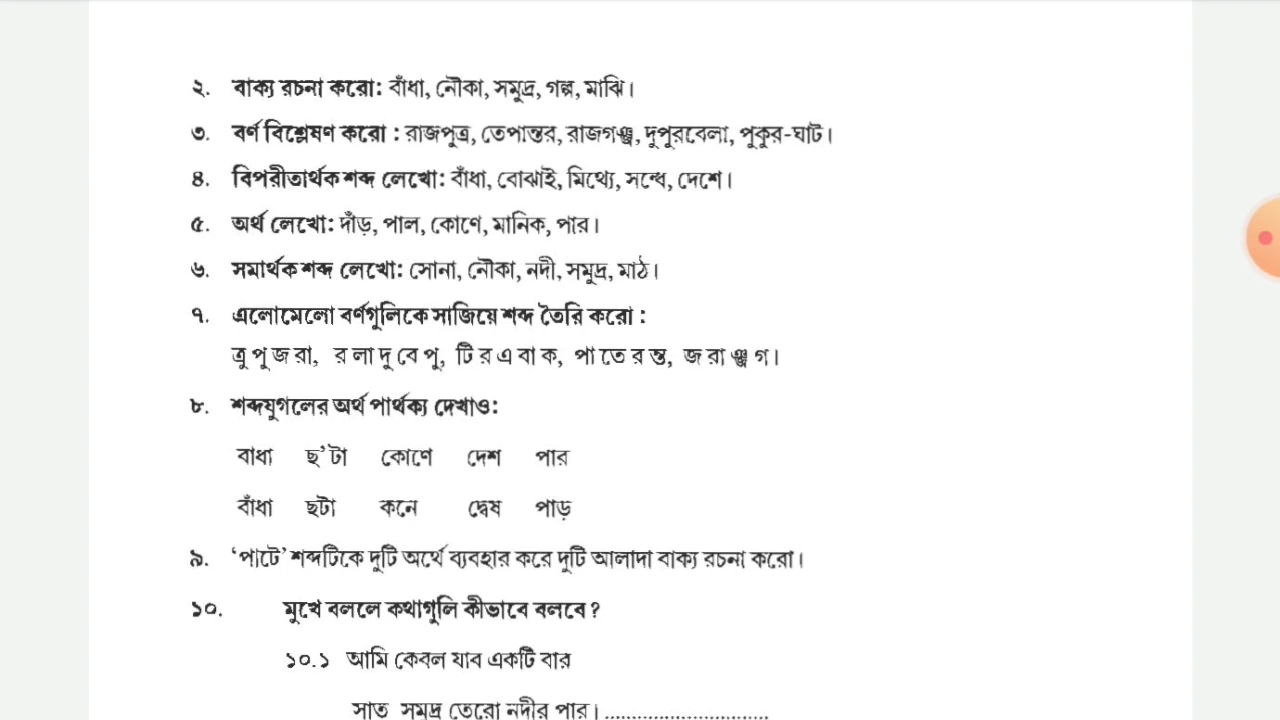 ২. বাক্য রচনা করো: বাঁধা, নৌকা, সমুদ্র, গল্প, মাঝি।
৩. বর্ণ বিশ্লেষণ করো : রাজপুত্র, তেপান্তর, রাজগঞ্জ, দুপুরবেলা, পুকুর-ঘাট।
৪. বিপরীতার্থক শব্দ লেখো: বাঁধা, বোঝাই, মিথ্যে, সন্ধে, দেশে।
৫. অর্থ লেখো: দাঁড়, পাল, কোণে, মানিক, পার।
৬. সমার্থক শব্দ লেখো: সোনা, নৌকা, নদী, সমুদ্র, মাঠ।
৭. এলোমেলো বর্ণগুলিকে সাজিয়ে শব্দ তৈরি করো :
ত্র পু জ রা, র লা দু বে পু, টি র এ বা ক, পা তে র ন্ত, জ রা ঞ্জ গ।
৮. শব্দযুগলের অর্থ পার্থক্য দেখাও:
বাধা ছ'টা কোণে দেশ পার
বাঁধা ছটা কনে দ্বেষ পাড়
৯. 'পাটে' শব্দটিকে দুটি অর্থে ব্যবহার করে দুটি আলাদা বাক্য রচনা করো।
১০. মুখে বললে কথাগুলি কীভাবে বলবে?
১০.১ আমি কেবল যাব একটি বার
সাত সমুদ্র তেরো নদীর পার।..............................